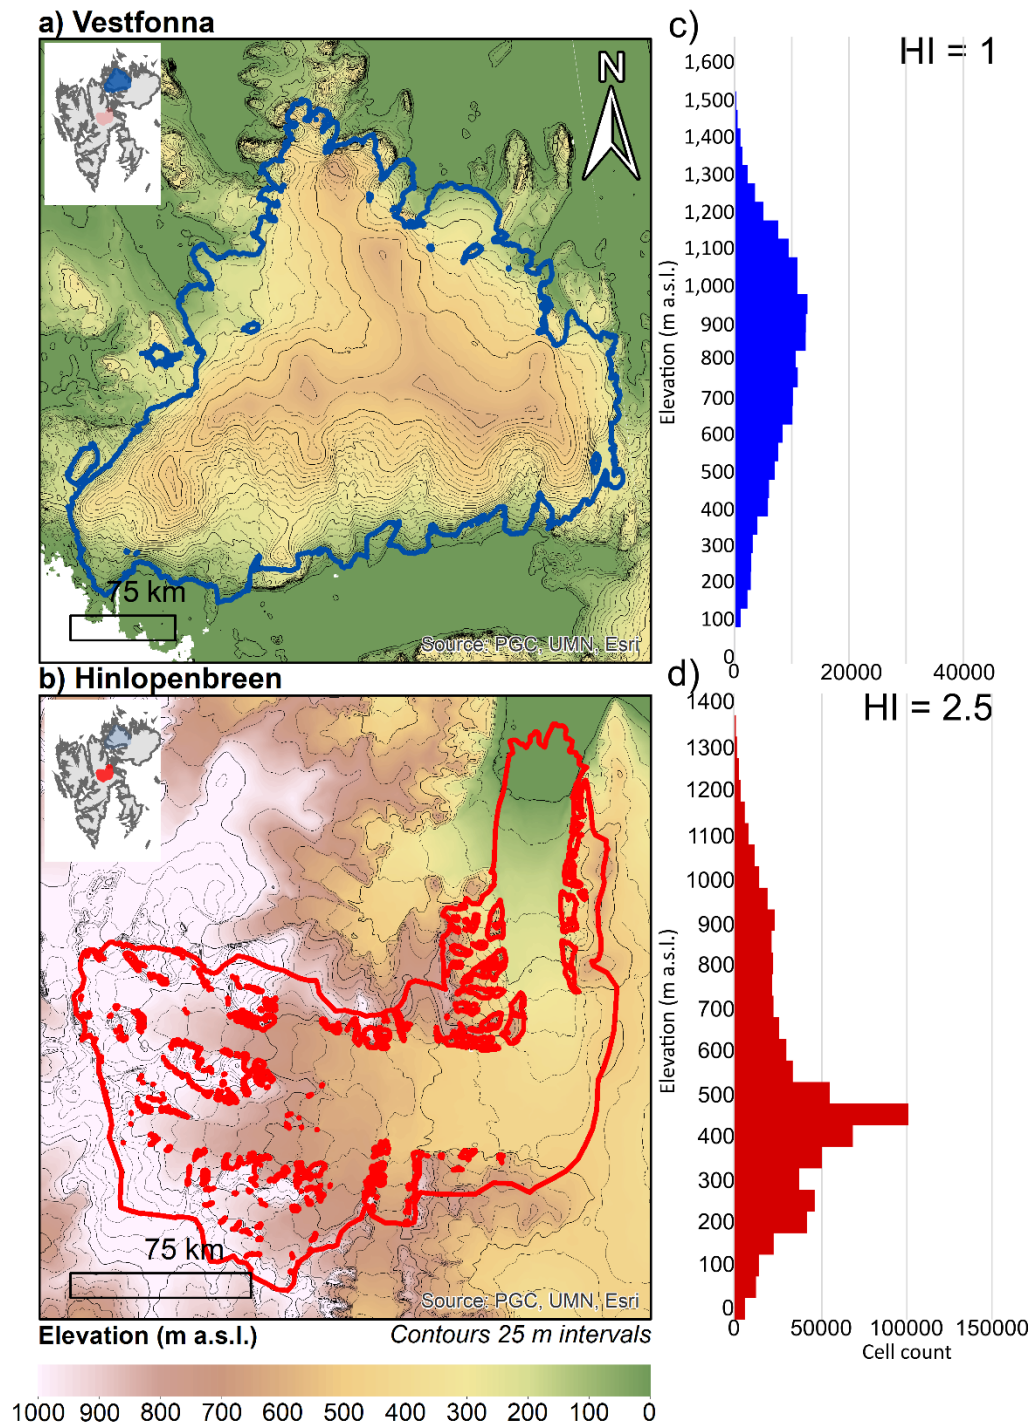 a) Vestfonna
N
75 km
Source: PGC, UMN, Esri
b) Hinlopenbreen
75 km
Source: PGC, UMN, Esri
Elevation (m a.s.l.)
Contours 25 m intervals
1000 900 800 700 600 500 400 300 200 100 0
c)
HI = 1
Elevation (m a.s.l.)
1,600
1,500
1,400
1,300
1,200
1,100
1,000
900
800
700
600
500
400
300
200
100
0
0 20000 40000
d)
HI = 2.5
Elevation (m a.s.l.)
1400
1300
1200
1100
1000
900
800
700
600
500
400
300
200
100
0
0 50000 100000 150000
Cell count